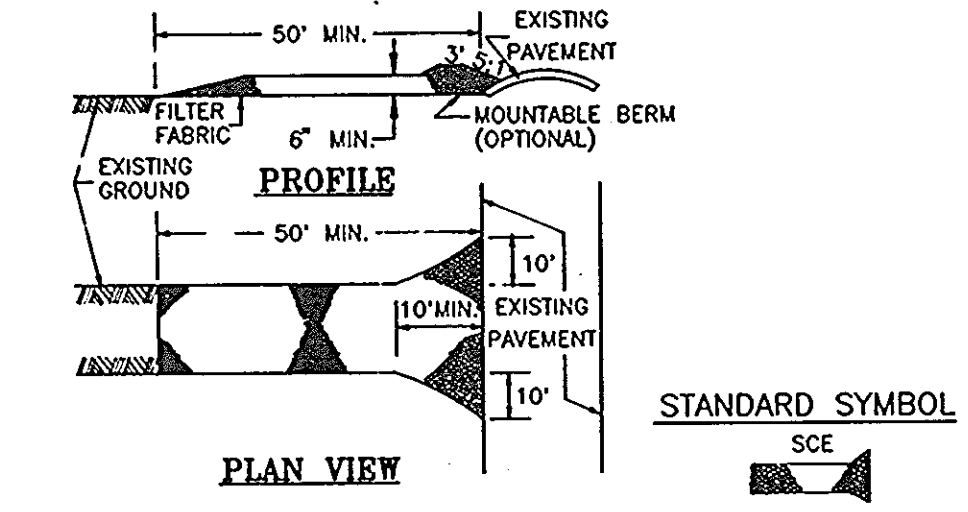 50' MIN.
EXISTING
PAVEMENT
3'
5:1
FILTER
FABRIC
6" MIN.
MOUNTABLE BERM
(OPTIONAL)
EXISTING
GROUND
PROFILE
50' MIN.
10'
10'MIN.
EXISTING
PAVEMENT
10'
PLAN VIEW
STANDARD SYMBOL
SCE